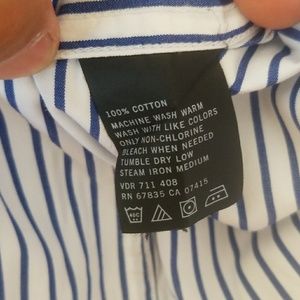 100% COTTON
MACHINE WASH WARM
WASH WITH LIKE COLORS
ONLY NON-CHLORINE
BLEACH WHEN NEEDED
TUMBLE DRY LOW
STEAM IRON MEDIUM
VDR 711 408
RN 67835 CA 07415